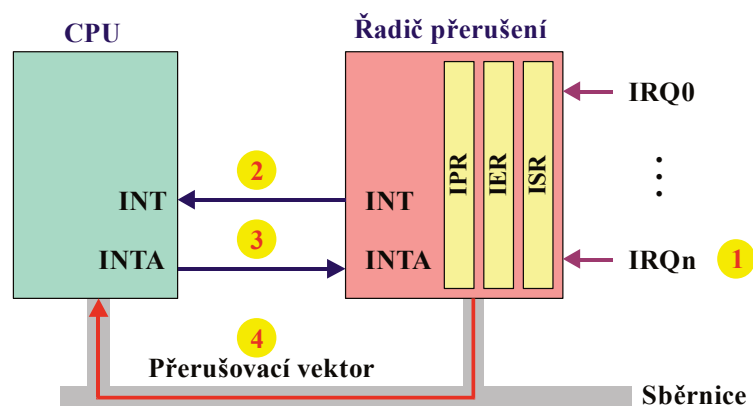 CPU
Řadič přerušení
IRQ0
IPR
IER
ISR
2
INT
INT
3
INTA
INTA
IRQn
1
4
Přerušovací vektor
Sběrnice